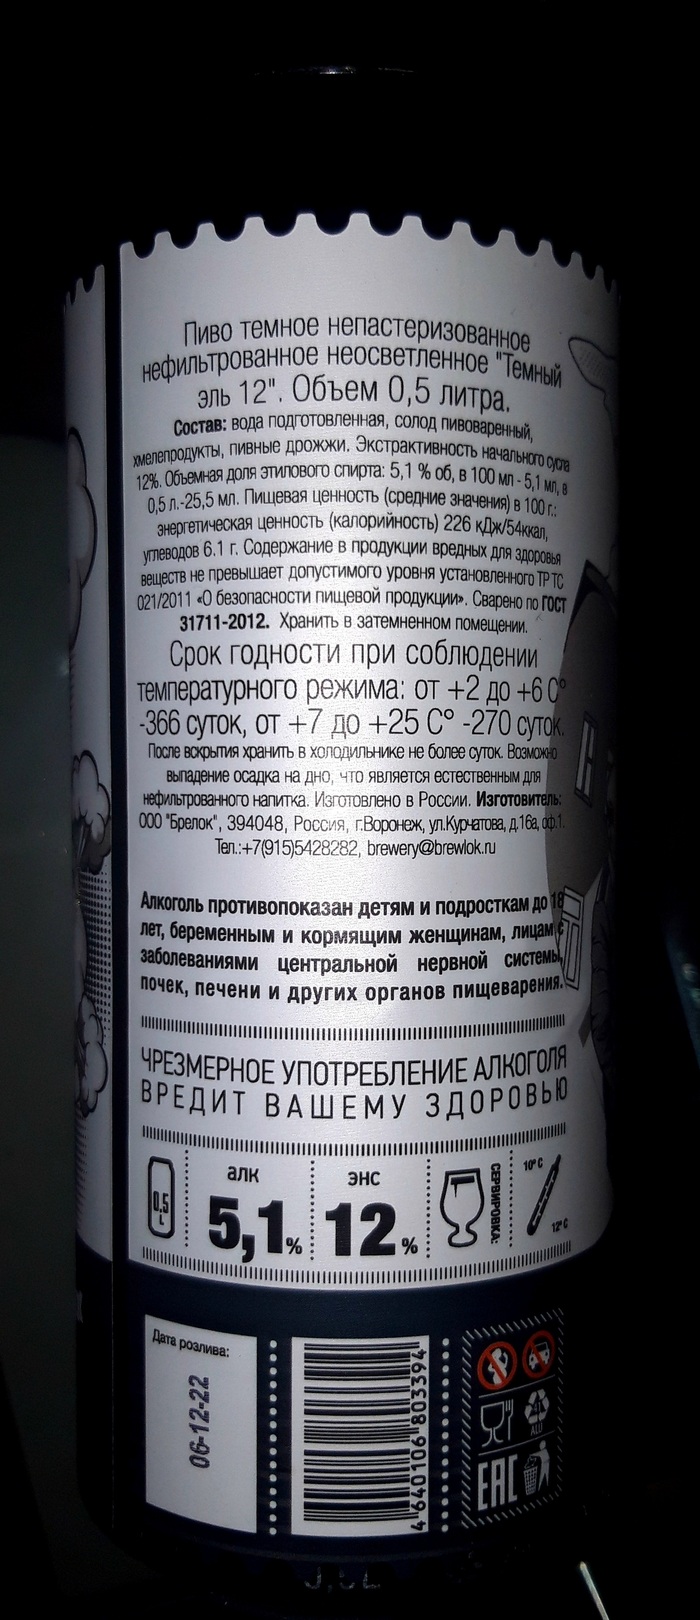 Пиво темное непастеризованное
нефильтрованное неосветленное "Темный
эль 12". Объем 0,5 литра.
Состав: вода подготовленная, солод пивоваренный,
хмелепродукты, пивные дрожжи. Экстрактивность начального сусла
12%. Объемная доля этилового спирта: 5,1 % об, в 100 мл - 5,1 мл, в
0,5 л.-25,5 мл. Пищевая ценность (средние значения) в 100 г.:
энергетическая ценность (калорийность) 226 кДж/54ккал,
углеводов 6.1 г. Содержание в продукции вредных для здоровья
веществ не превышает допустимого уровня установленного ТР ТС
021/2011 «О безопасности пищевой продукции». Сварено по ГОСТ
31711-2012. Хранить в затемненном помещении.
Срок годности при соблюдении
температурного режима: от +2 до +6 C°
-366 суток, от +7 до +25 C° -270 суток.
После вскрытия хранить в холодильнике не более суток. Возможно
выпадение осадка на дно, что является естественным для
нефильтрованного напитка. Изготовлено в России. Изготовитель:
ООО "Брелок", 394048, Россия, г.Воронеж, ул.Курчатова, д.16а, оф.1.
Тел.:+7(915)5428282, brewery@brewlok.ru
Алкоголь противопоказан детям и подросткам до 18
лет, беременным и кормящим женщинам, лицам с
заболеваниями центральной нервной системы,
почек, печени и других органов пищеварения.
ЧРЕЗМЕРНОЕ УПОТРЕБЛЕНИЕ АЛКОГОЛЯ
ВРЕДИТ ВАШЕМУ ЗДОРОВЬЮ
0,5 L
алк
5,1%
энс
12%
СЕРВИРОВКА:
10° C
12° C
Дата розлива:
06-12-22
4 640106 803394
41
ALU
EAC